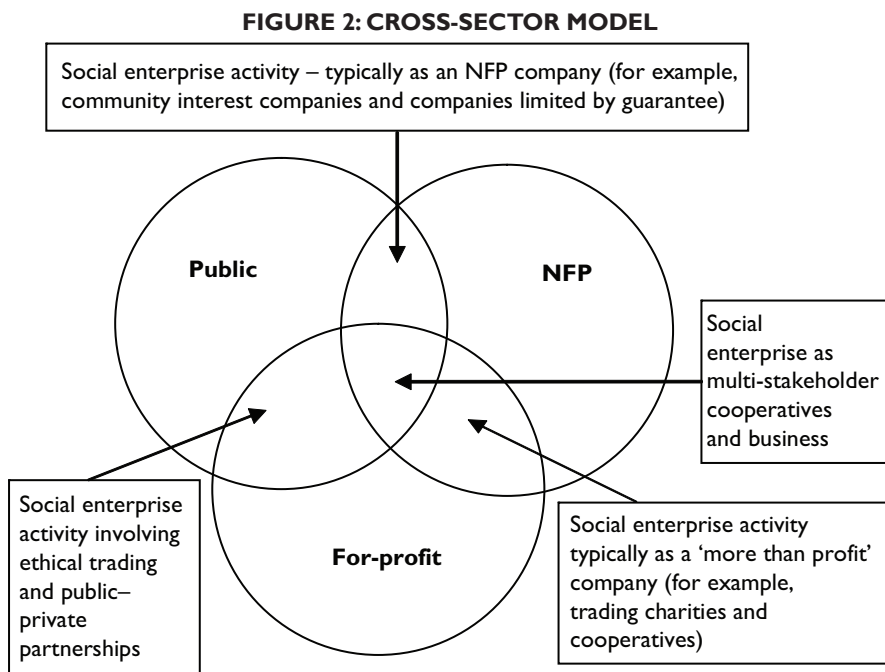 FIGURE 2: CROSS-SECTOR MODEL
Social enterprise activity – typically as an NFP company (for example,
community interest companies and companies limited by guarantee)
Public
NFP
Social
enterprise as
multi-stakeholder
cooperatives
and business
Social enterprise
activity involving
ethical trading
and public–
private
partnerships
For-profit
Social enterprise activity
typically as a ‘more than profit’
company (for example,
trading charities and
cooperatives)